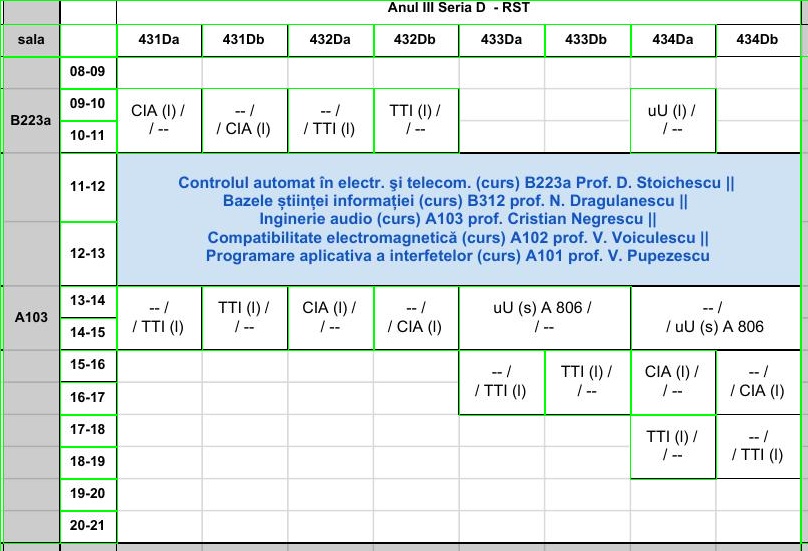 Anul III Seria D - RST
sala 431Da 431Db 432Da 432Db 433Da 433Db 434Da 434Db
08-09
B223a
09-10
10-11
CIA (l) /
/ --
-- /
/ CIA (l)
-- /
/ TTI (l)
TTI (l) /
/ --
uU (l) /
/ --
11-12
12-13
Controlul automat în electr. şi telecom. (curs) B223a Prof. D. Stoichescu ||
Bazele științei informației (curs) B312 prof. N. Dragulanescu ||
Inginerie audio (curs) A103 prof. Cristian Negrescu ||
Compatibilitate electromagnetică (curs) A102 prof. V. Voiculescu ||
Programare aplicativa a interfetelor (curs) A101 prof. V. Pupezescu
A103
13-14
14-15
-- /
/ TTI (l)
TTI (l) /
/ --
CIA (l) /
/ --
-- /
/ CIA (l)
uU (s) A 806 /
/ --
-- /
/ uU (s) A 806
15-16
16-17
-- /
/ TTI (l)
TTI (l) /
/ --
CIA (l) /
/ --
-- /
/ CIA (l)
17-18
18-19
TTI (l) /
/ --
-- /
/ TTI (l)
19-20
20-21